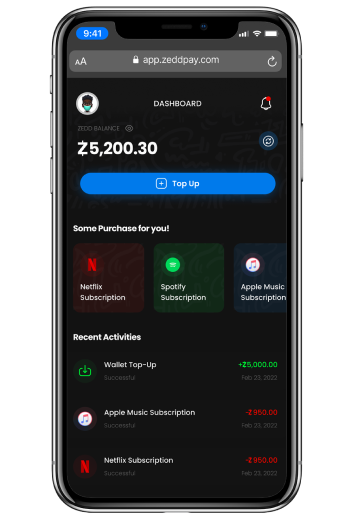 9:41
AA
app.zeddpay.com
DASHBOARD
ZEDD BALANCE
Ƶ5,200.30
Top Up
Some Purchase for you!
N
Netflix
Subscription
Spotify
Subscription
Apple Music
Subscription
Recent Activities
Wallet Top-Up
+Ƶ5,000.00
Successful
Feb 23, 2022
Apple Music Subscription
-Ƶ950.00
Successful
Feb 23, 2022
N
Netflix Subscription
-Ƶ950.00
Successful
Feb 23, 2022